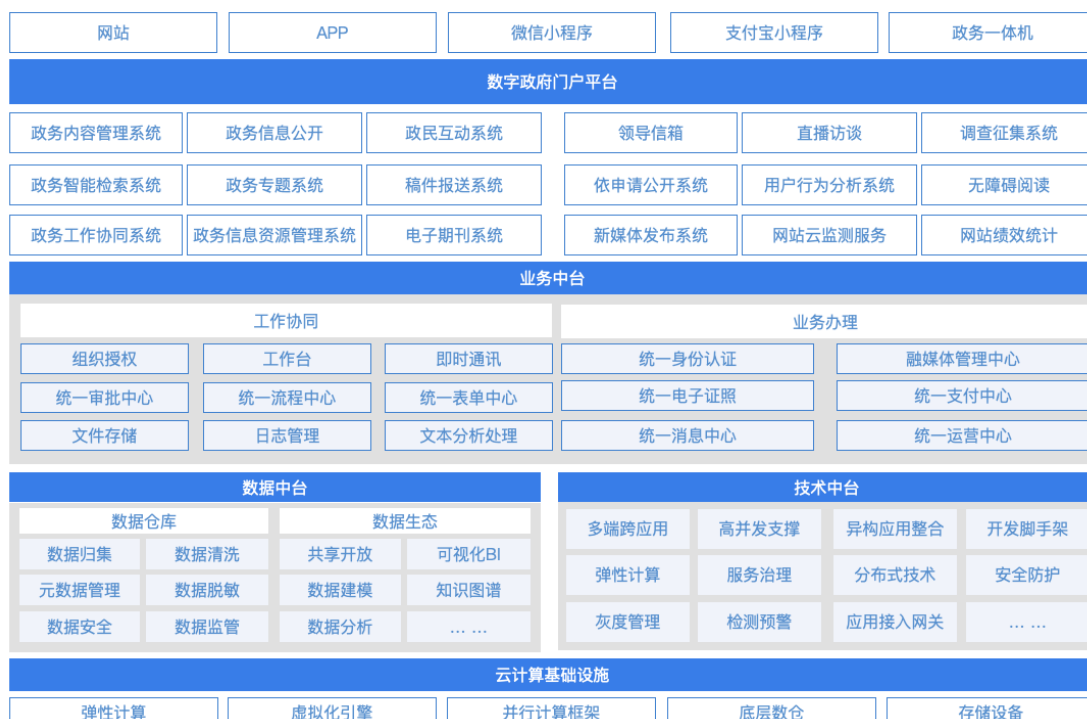 网站 APP 微信小程序 支付宝小程序 政务一体机
数字政府门户平台
政务内容管理系统 政务信息公开 政民互动系统 领导信箱 直播访谈 调查征集系统
政务智能检索系统 政务专题系统 稿件报送系统 依申请公开系统 用户行为分析系统 无障碍阅读
政务工作协同系统 政务信息资源管理系统 电子期刊系统 新媒体发布系统 网站云监测服务 网站绩效统计
业务中台
工作协同 业务办理
组织授权 工作台 即时通讯 统一身份认证 融媒体管理中心
统一审批中心 统一流程中心 统一表单中心 统一电子证照 统一支付中心
文件存储 日志管理 文本分析处理 统一消息中心 统一运营中心
数据中台 技术中台
数据仓库 数据生态
多端跨应用 高并发支撑 异构应用整合 开发脚手架
数据归集 数据清洗 共享开放 可视化BI
弹性计算 服务治理 分布式技术 安全防护
元数据管理 数据脱敏 数据建模 知识图谱
灰度管理 检测预警 应用接入网关 … …
数据安全 数据监管 数据分析 … …
云计算基础设施
弹性计算 虚拟化引擎 并行计算框架 底层数仓 存储设备